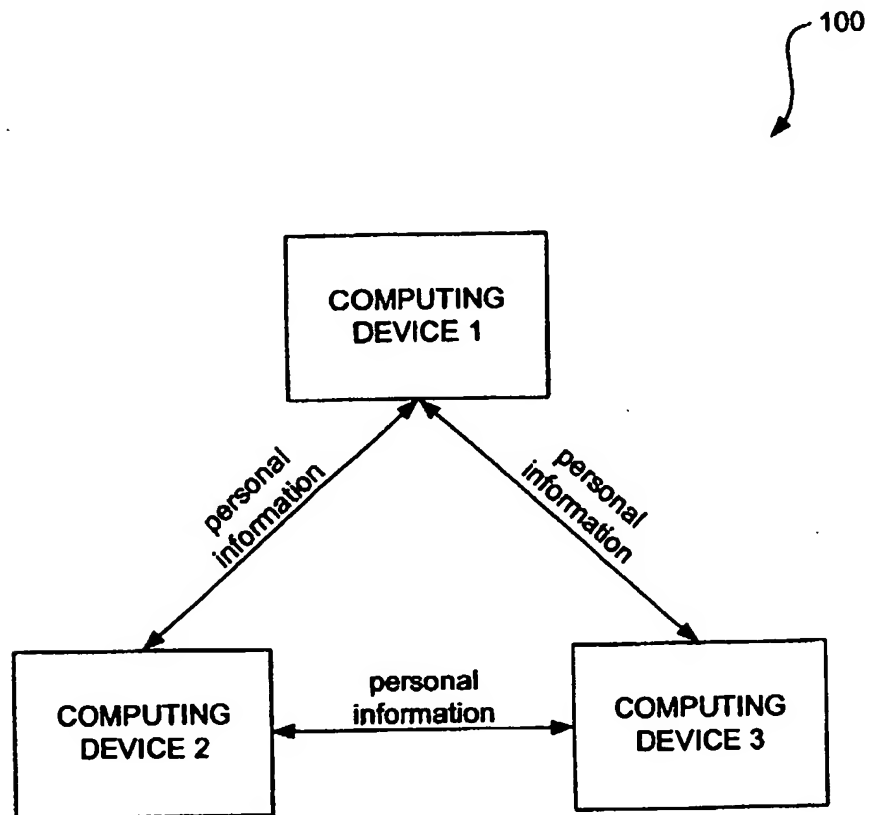 100
COMPUTING
DEVICE 1
personal
information
personal
information
personal
information
COMPUTING
DEVICE 2
COMPUTING
DEVICE 3